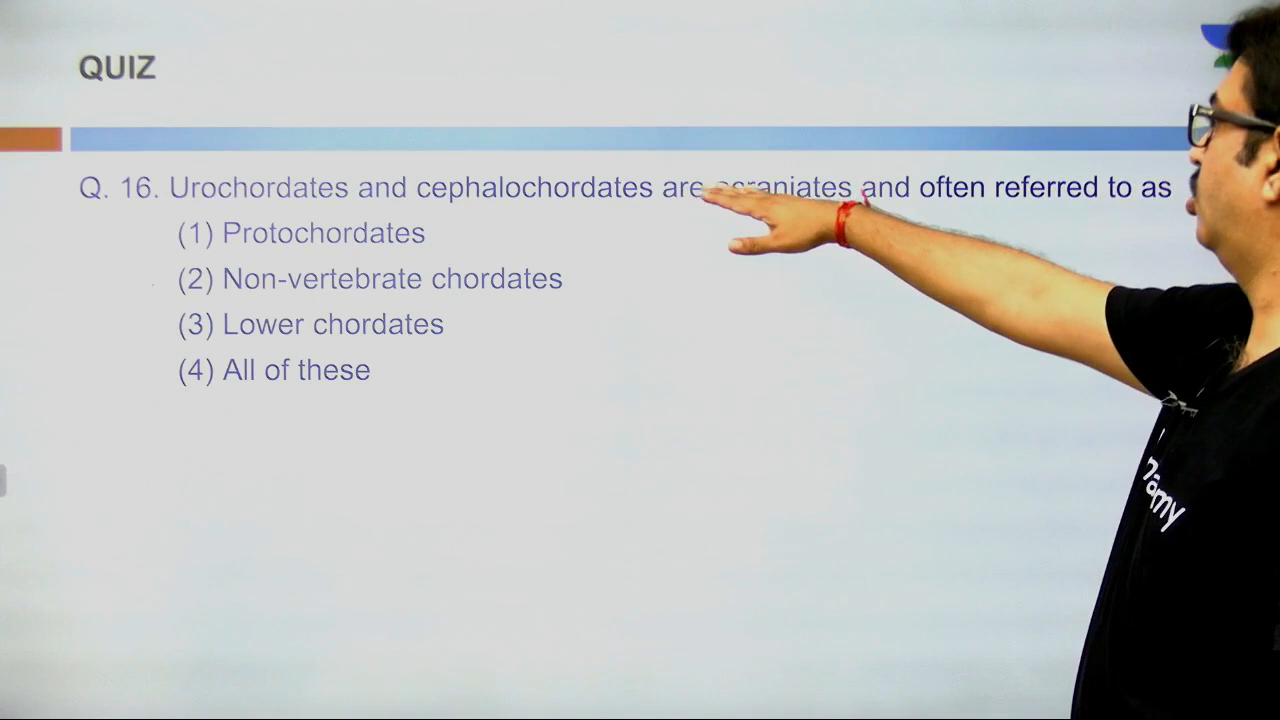 QUIZ
Q. 16. Urochordates and cephalochordates are acraniates and often referred to as
(1) Protochordates
(2) Non-vertebrate chordates
(3) Lower chordates
(4) All of these